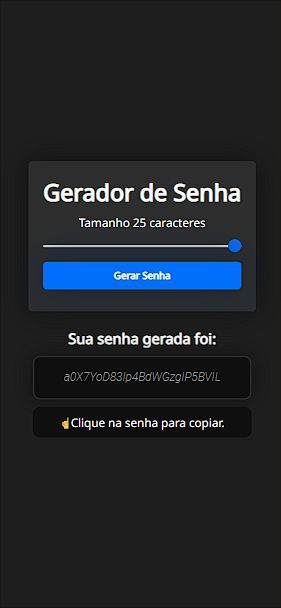 Gerador de Senha
Tamanho 25 caracteres
Gerar Senha
Sua senha gerada foi:
a0X7YoD83Ip4BdWGzgIP5BVIL
☝Clique na senha para copiar.